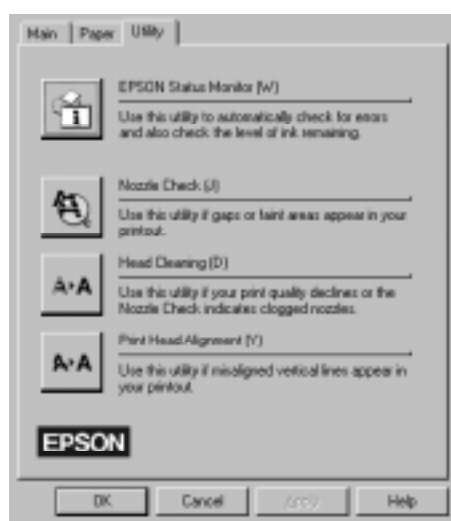 Main Paper Utility
EPSON Status Monitor (W)
Use this utility to automatically check for errors
and also check the level of ink remaining.
Nozzle Check (J)
Use this utility if gaps or faint areas appear in your
printout.
Head Cleaning (D)
Use this utility if your print quality declines or the
Nozzle Check indicates clogged nozzles.
Print Head Alignment (Y)
Use this utility if misaligned vertical lines appear in
your printout.
A›A
A›A
EPSON
OK Cancel Apply Help